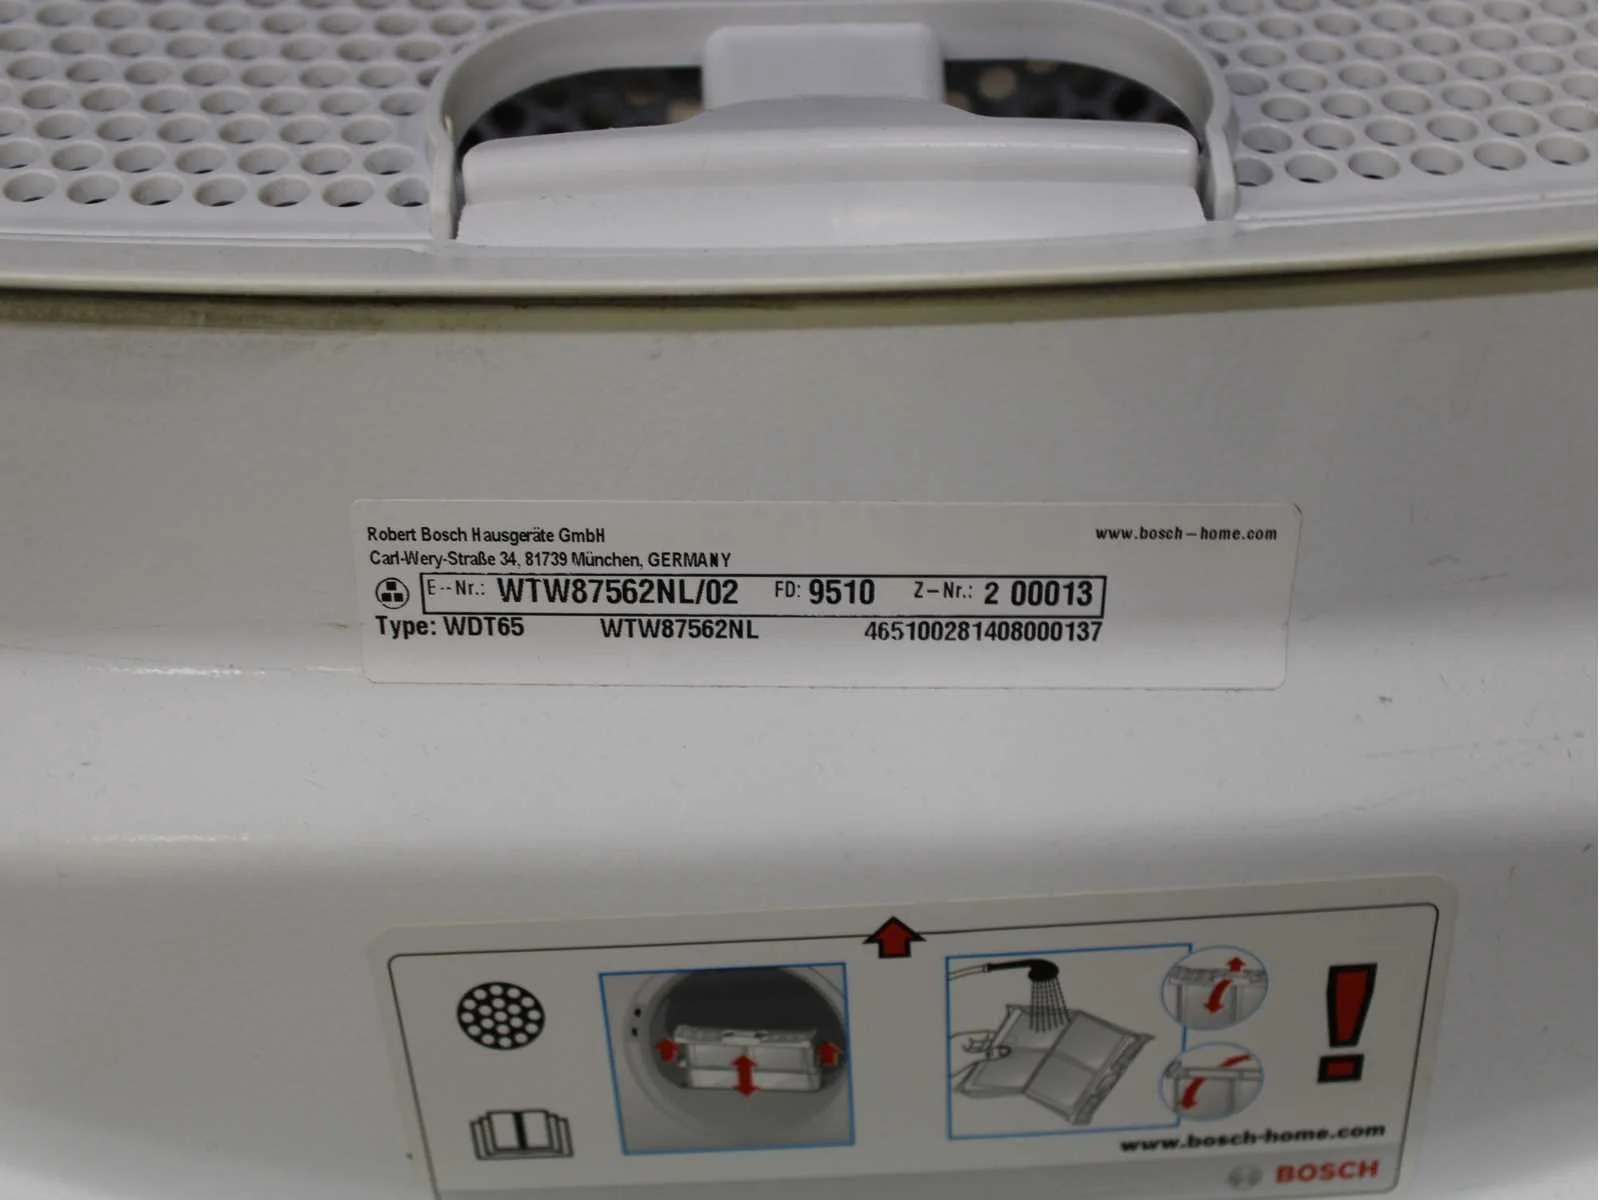 Robert Bosch Hausgeräte GmbH www.bosch-home.com
Carl-Wery-Straße 34, 81739 München, GERMANY
E-Nr.: WTW87562NL/02 FD: 9510 Z-Nr.: 2 00013
Type: WDT65 WTW87562NL 465100281408000137
www.bosch-home.com
BOSCH